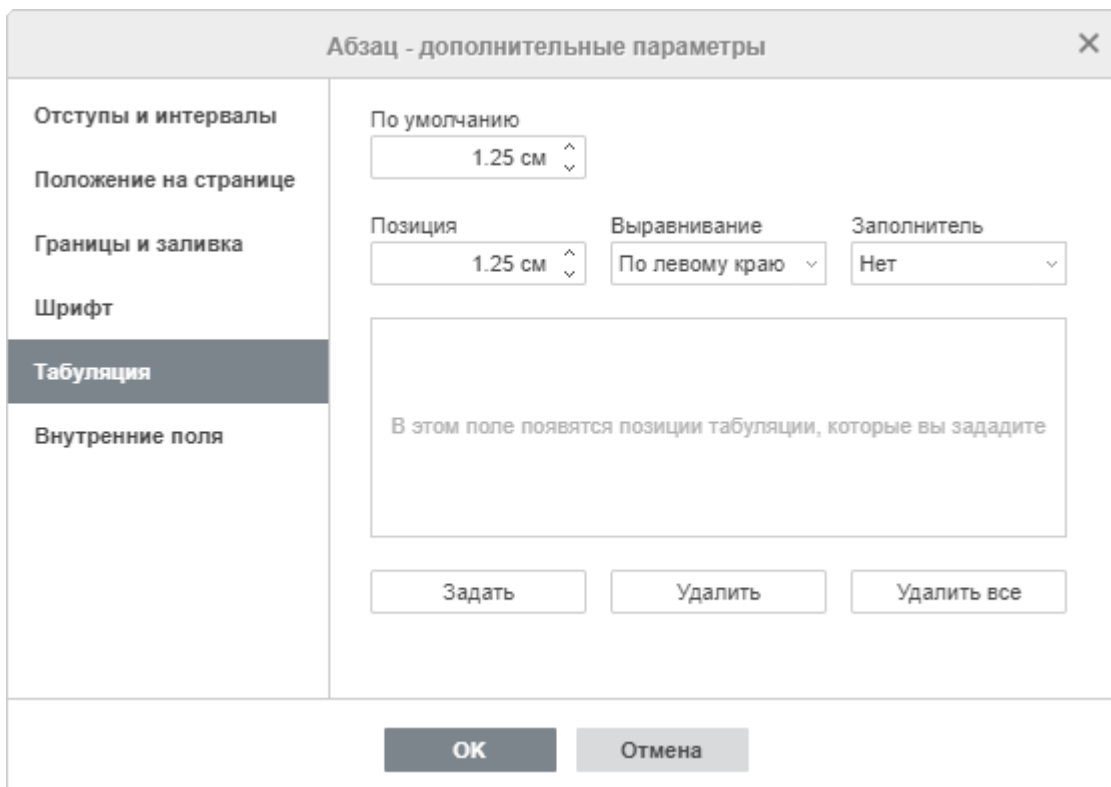 Абзац - дополнительные параметры
Отступы и интервалы
Положение на странице
Границы и заливка
Шрифт
Табуляция
Внутренние поля
По умолчанию
1.25 см
Позиция Выравнивание Заполнитель
1.25 см По левому краю Нет
В этом поле появятся позиции табуляции, которые вы зададите
Задать Удалить Удалить все
OK Отмена